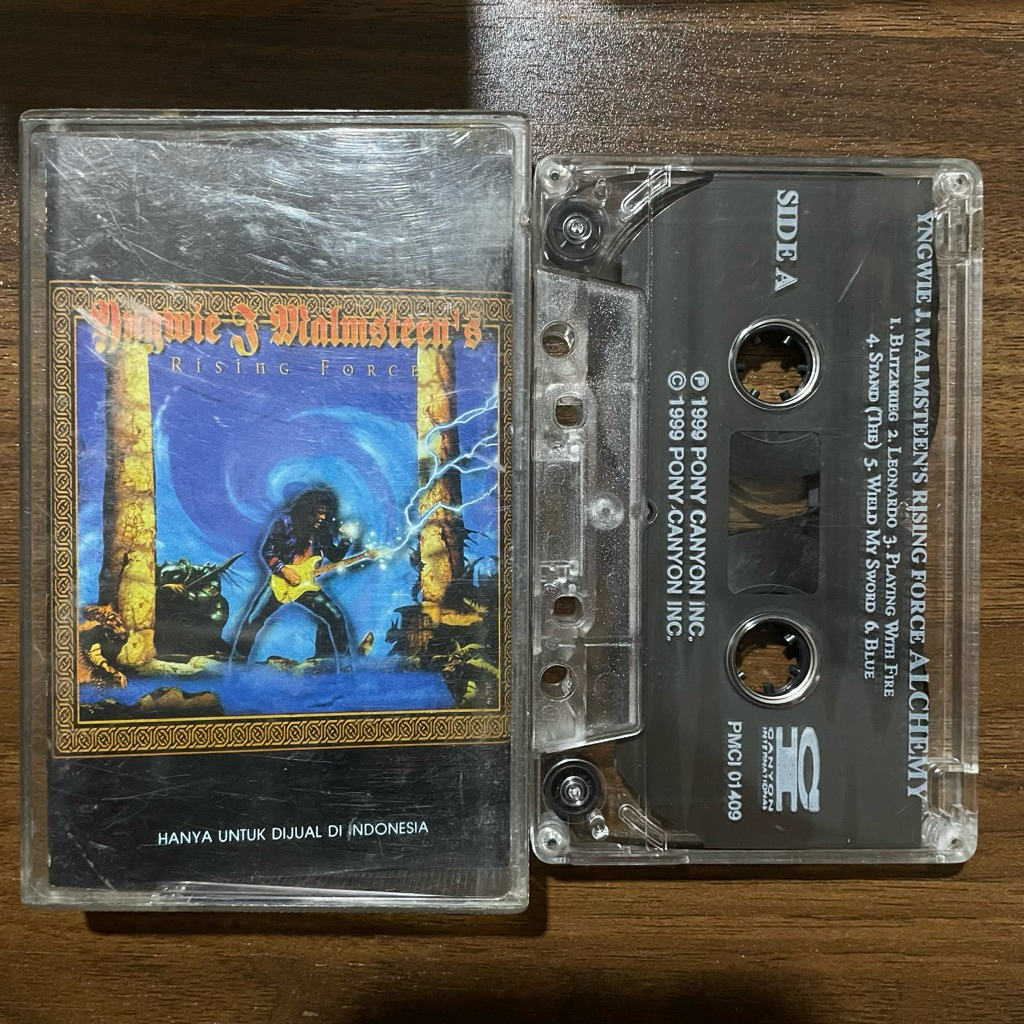 Yngwie J Malmsteen's
Rising Force
HANYA UNTUK DIJUAL DI INDONESIA
YNGWIE J. MALMSTEEN'S RISING FORCE ALCHEMY
1. BLITZKRIEG 2. LEONARDO 3. PLAYING WITH FIRE
4. STAND (THE) 5. WIELD MY SWORD 6. BLUE
SIDE A
℗ 1999 PONY CANYON INC.
© 1999 PONY CANYON INC.
CANYON
INTERNATIONAL
PMCI 01409